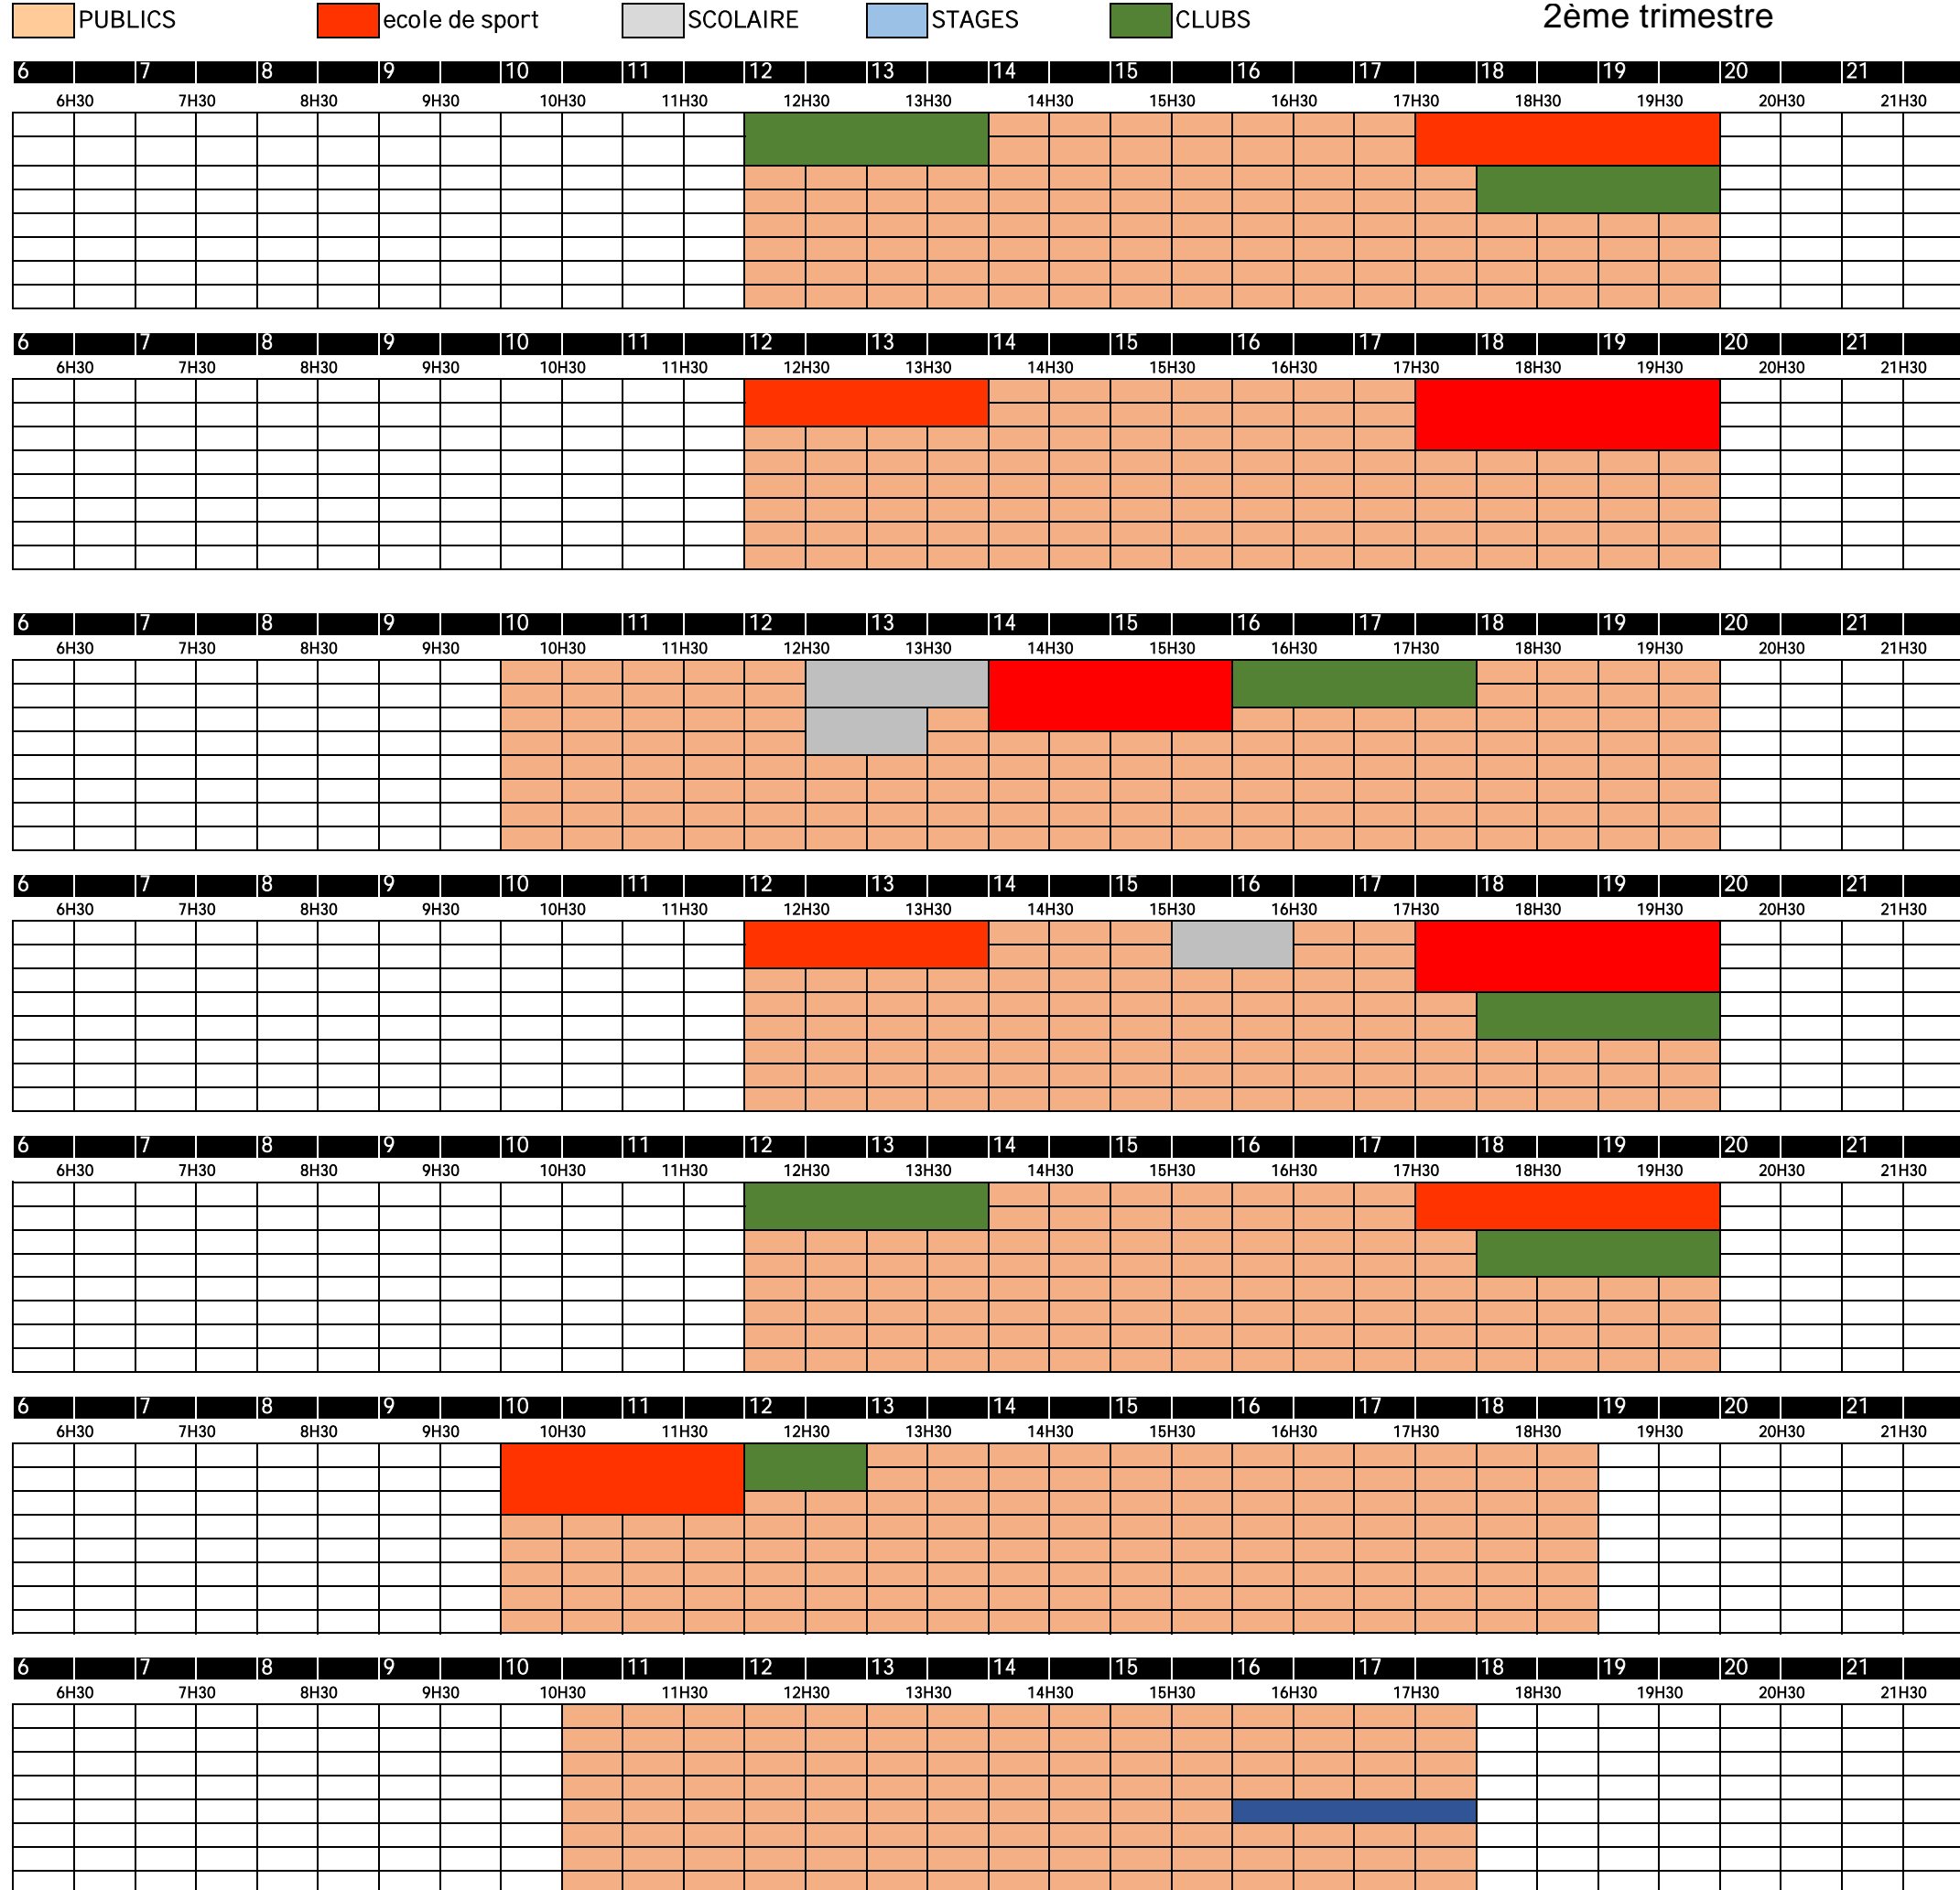 PUBLICS ecole de sport SCOLAIRE STAGES CLUBS 2ème trimestre
6 7 8 9 10 11 12 13 14 15 16 17 18 19 20 21
6H30 7H30 8H30 9H30 10H30 11H30 12H30 13H30 14H30 15H30 16H30 17H30 18H30 19H30 20H30 21H30
6 7 8 9 10 11 12 13 14 15 16 17 18 19 20 21
6H30 7H30 8H30 9H30 10H30 11H30 12H30 13H30 14H30 15H30 16H30 17H30 18H30 19H30 20H30 21H30
6 7 8 9 10 11 12 13 14 15 16 17 18 19 20 21
6H30 7H30 8H30 9H30 10H30 11H30 12H30 13H30 14H30 15H30 16H30 17H30 18H30 19H30 20H30 21H30
6 7 8 9 10 11 12 13 14 15 16 17 18 19 20 21
6H30 7H30 8H30 9H30 10H30 11H30 12H30 13H30 14H30 15H30 16H30 17H30 18H30 19H30 20H30 21H30
6 7 8 9 10 11 12 13 14 15 16 17 18 19 20 21
6H30 7H30 8H30 9H30 10H30 11H30 12H30 13H30 14H30 15H30 16H30 17H30 18H30 19H30 20H30 21H30
6 7 8 9 10 11 12 13 14 15 16 17 18 19 20 21
6H30 7H30 8H30 9H30 10H30 11H30 12H30 13H30 14H30 15H30 16H30 17H30 18H30 19H30 20H30 21H30
6 7 8 9 10 11 12 13 14 15 16 17 18 19 20 21
6H30 7H30 8H30 9H30 10H30 11H30 12H30 13H30 14H30 15H30 16H30 17H30 18H30 19H30 20H30 21H30